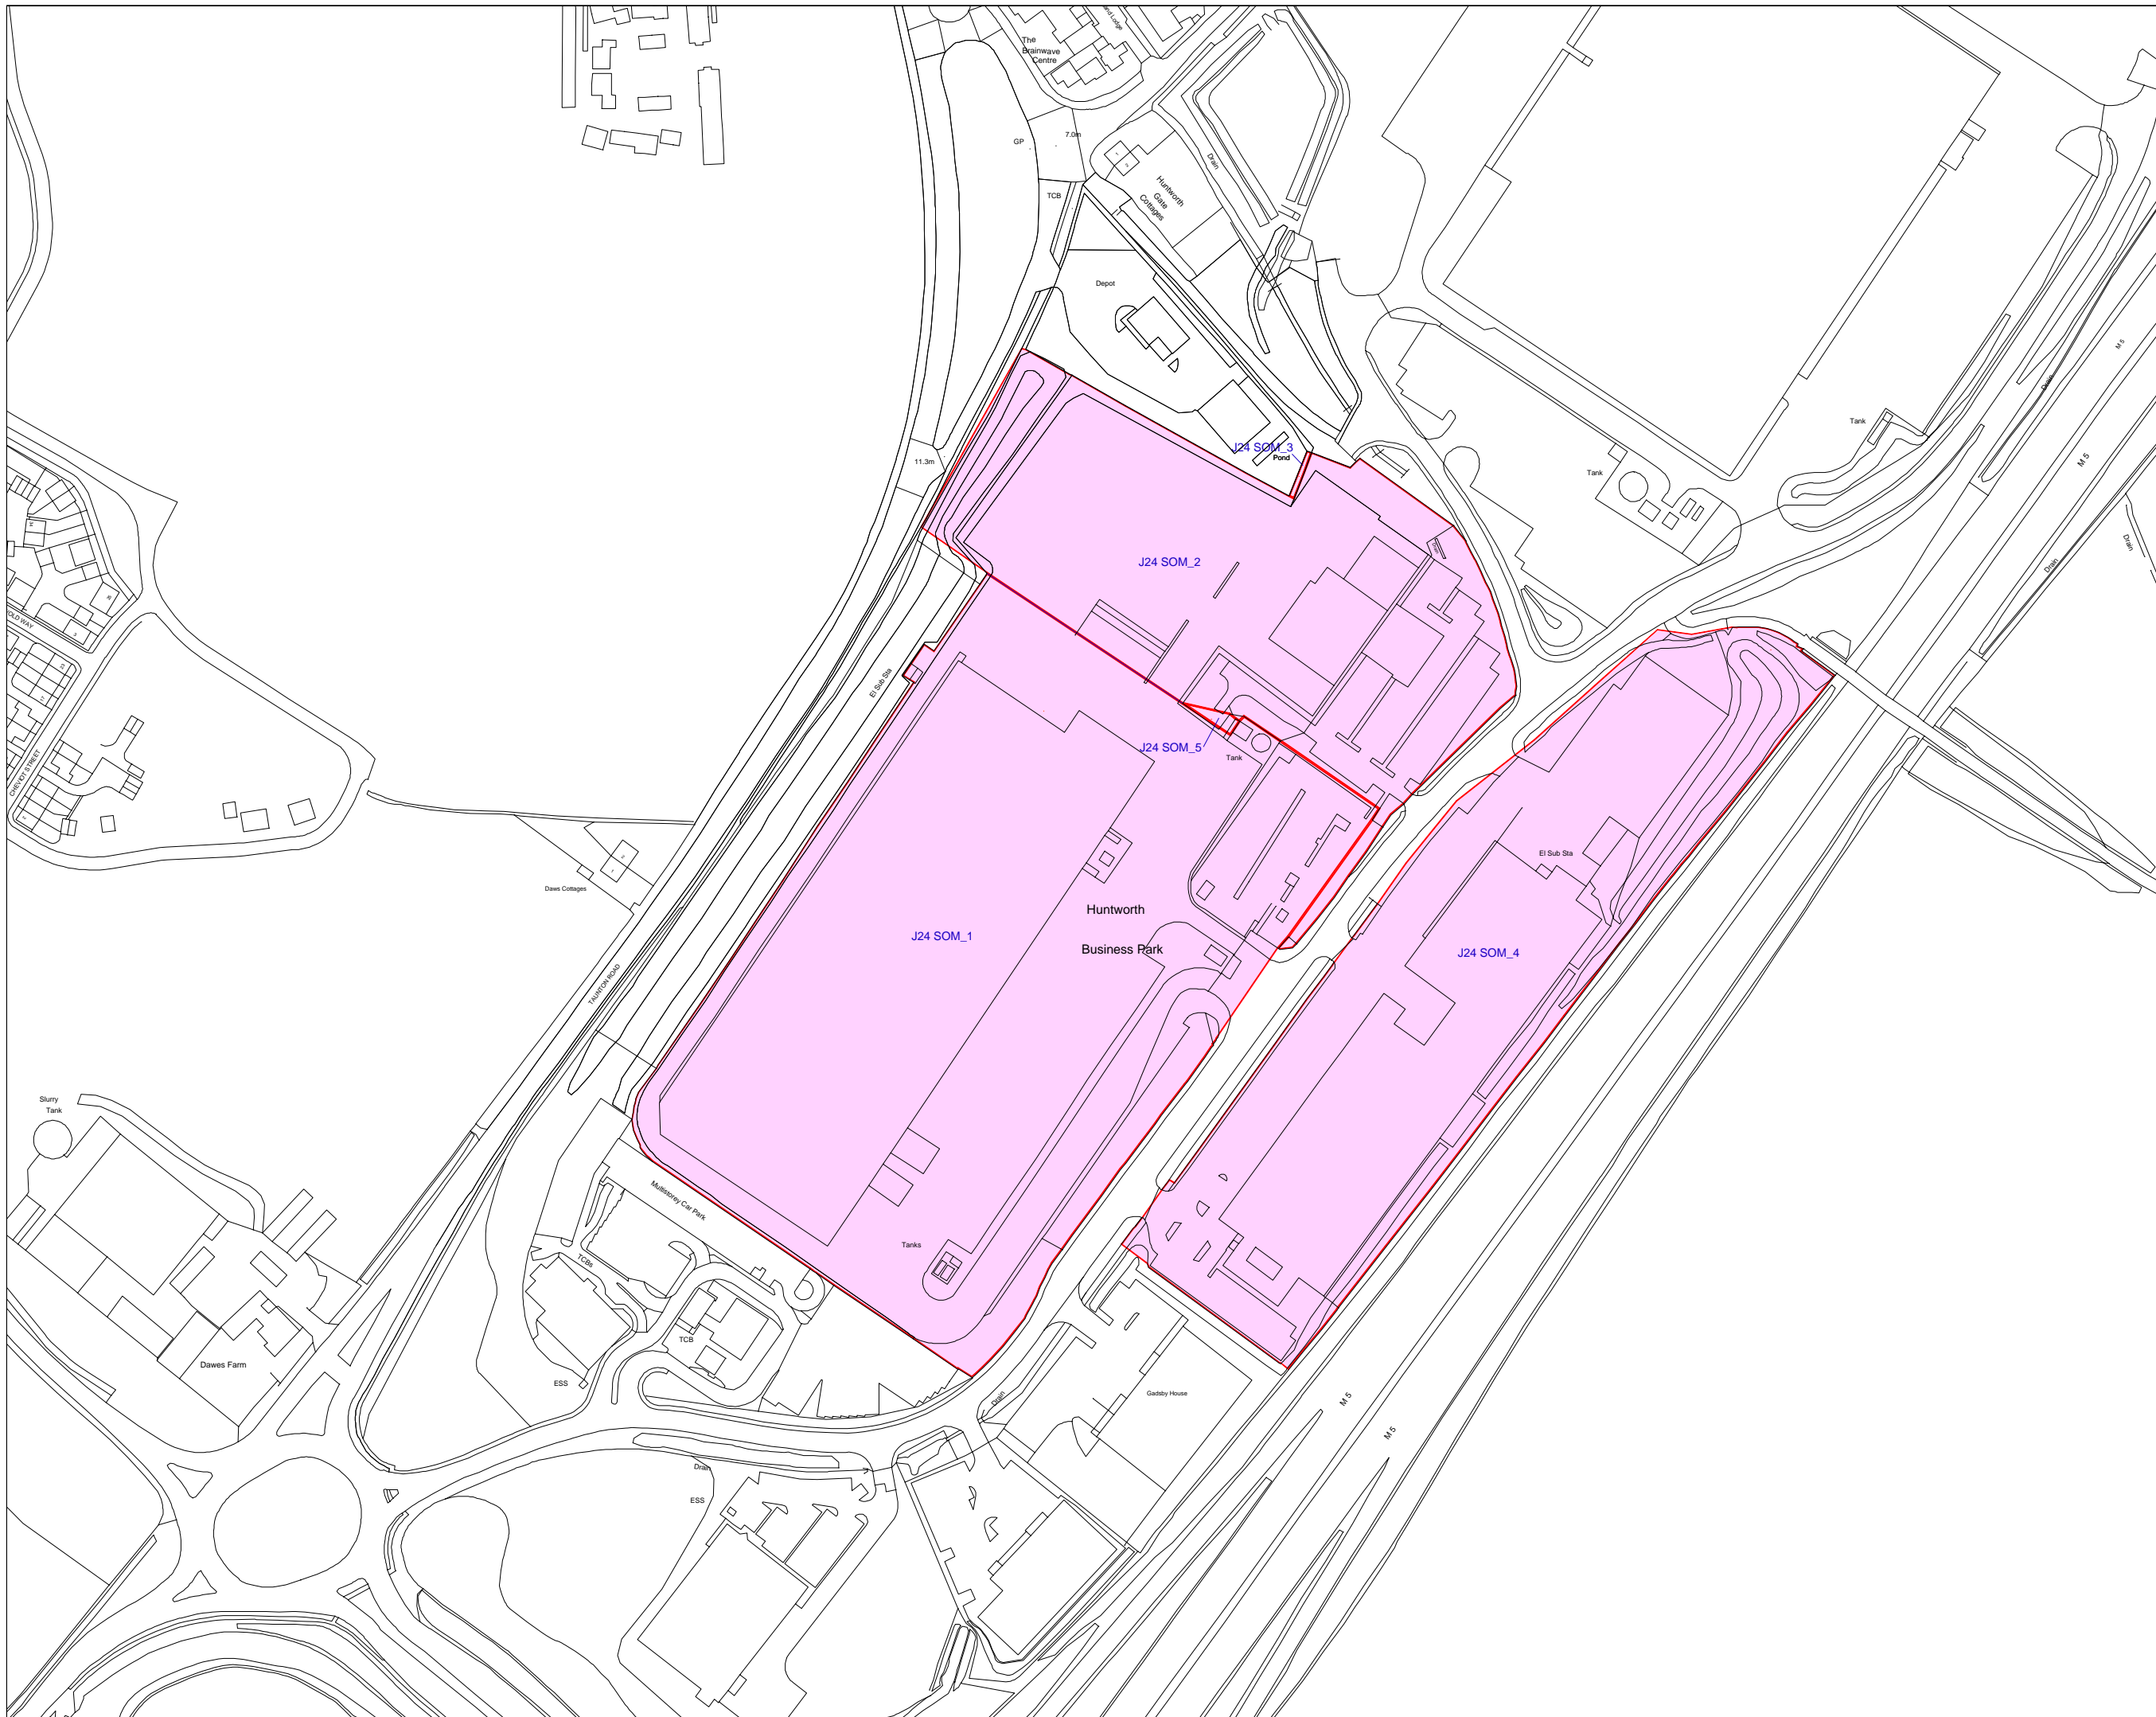 The
Brainwave
Centre
GP
7.0m
TCB
Drain
Huntworth
Gate
Cottages
Depot
M 5
Drain
Tank
J24 SOM_3
Pond
11.3m
Tank
M 5
Drain
Drain
J24 SOM_2
El Sub Sta
J24 SOM_5
Tank
CHEVIOT STREET
El Sub Sta
Daws Cottages
Huntworth
J24 SOM_1
Business Park
J24 SOM_4
TAUNTON ROAD
Slurry
Tank
Multistorey Car Park
Tanks
TCBs
TCB
Dawes Farm
ESS
Drain
Gadsby House
M 5
M 5
Drain
ESS